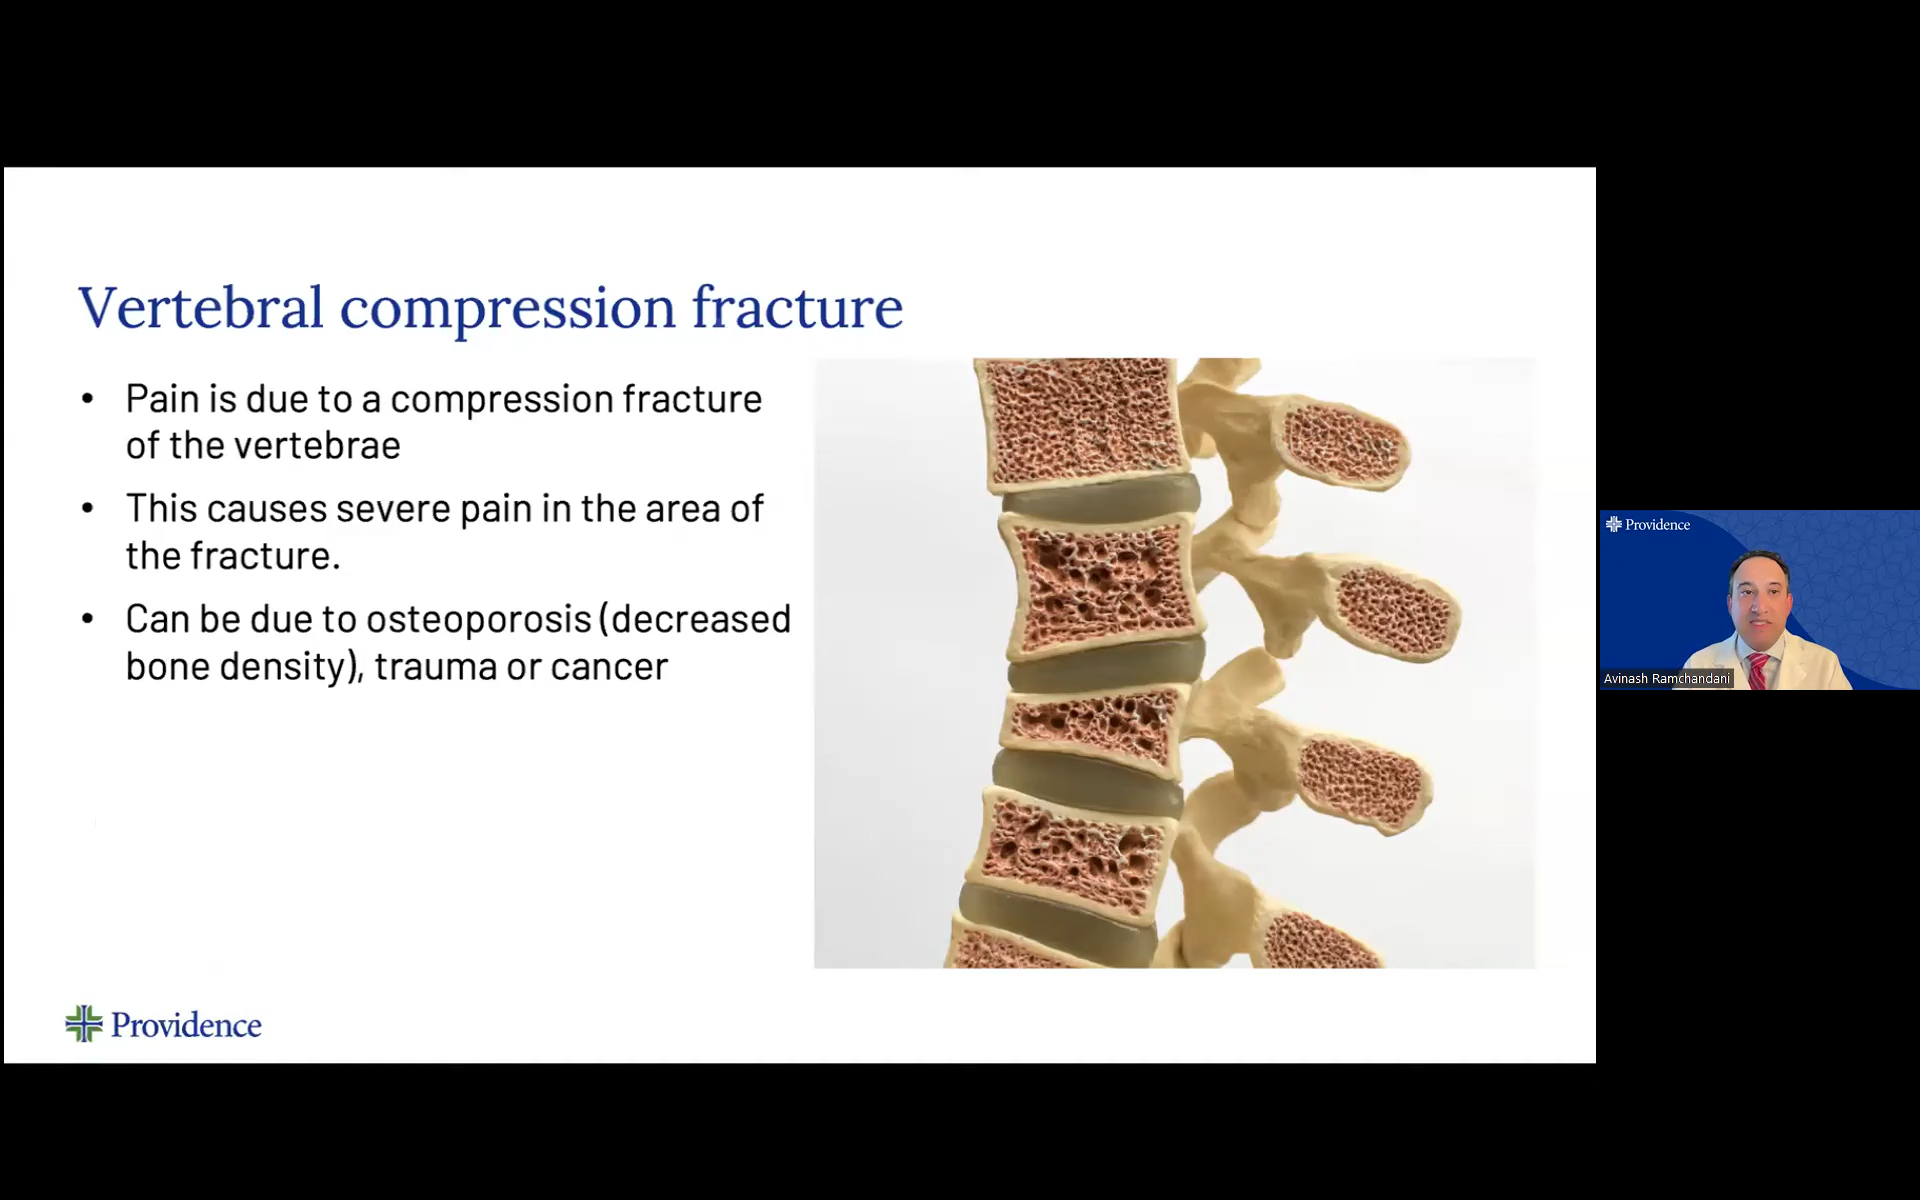 Vertebral compression fracture
• Pain is due to a compression fracture
of the vertebrae
• This causes severe pain in the area of
the fracture.
• Can be due to osteoporosis (decreased
bone density), trauma or cancer
Providence
Providence
Avinash Ramchandani